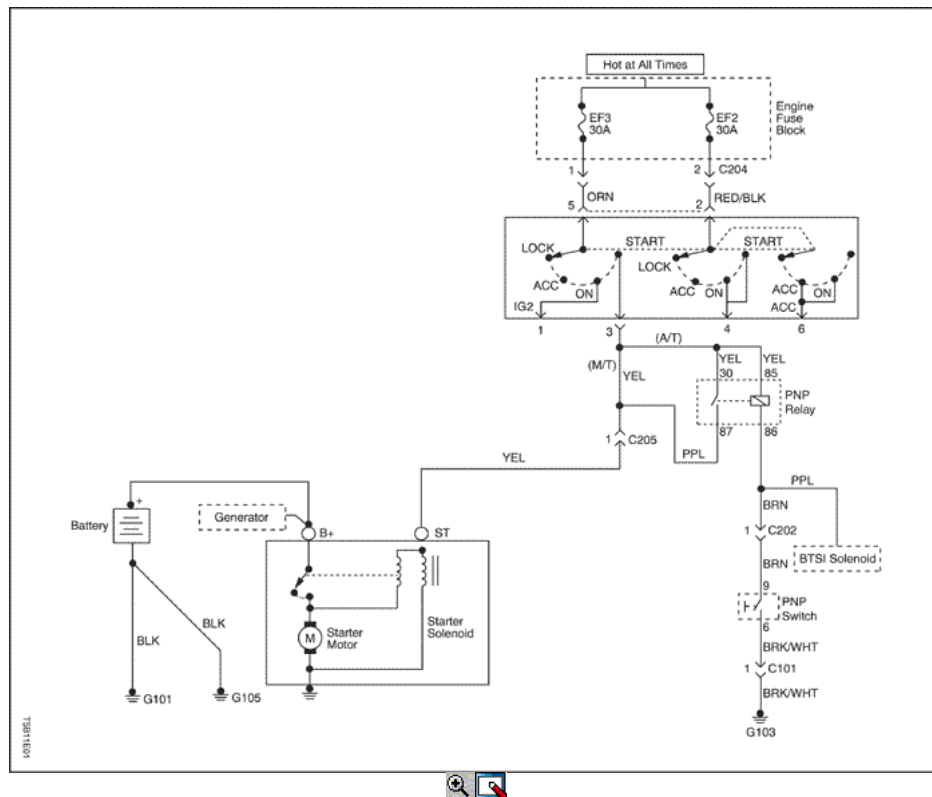 Hot at All Times
EF3
30A
EF2
30A
Engine
Fuse
Block
1
2
C204
ORN
RED/BLK
5
2
LOCK
START
START
LOCK
ACC
ON
ACC
ON
ACC
ON
IG2
ACC
1
3
4
6
(A/T)
(M/T)
YEL
YEL
YEL
30
85
PNP
Relay
87
86
1
C205
PPL
YEL
PPL
BRN
1
C202
BTSI Solenoid
BRN
9
PNP
Switch
6
BRK/WHT
1
C101
BRK/WHT
G103
+
Battery
Generator
B+
ST
BLK
BLK
M
Starter
Motor
Starter
Solenoid
G101
G105
TSB11E01